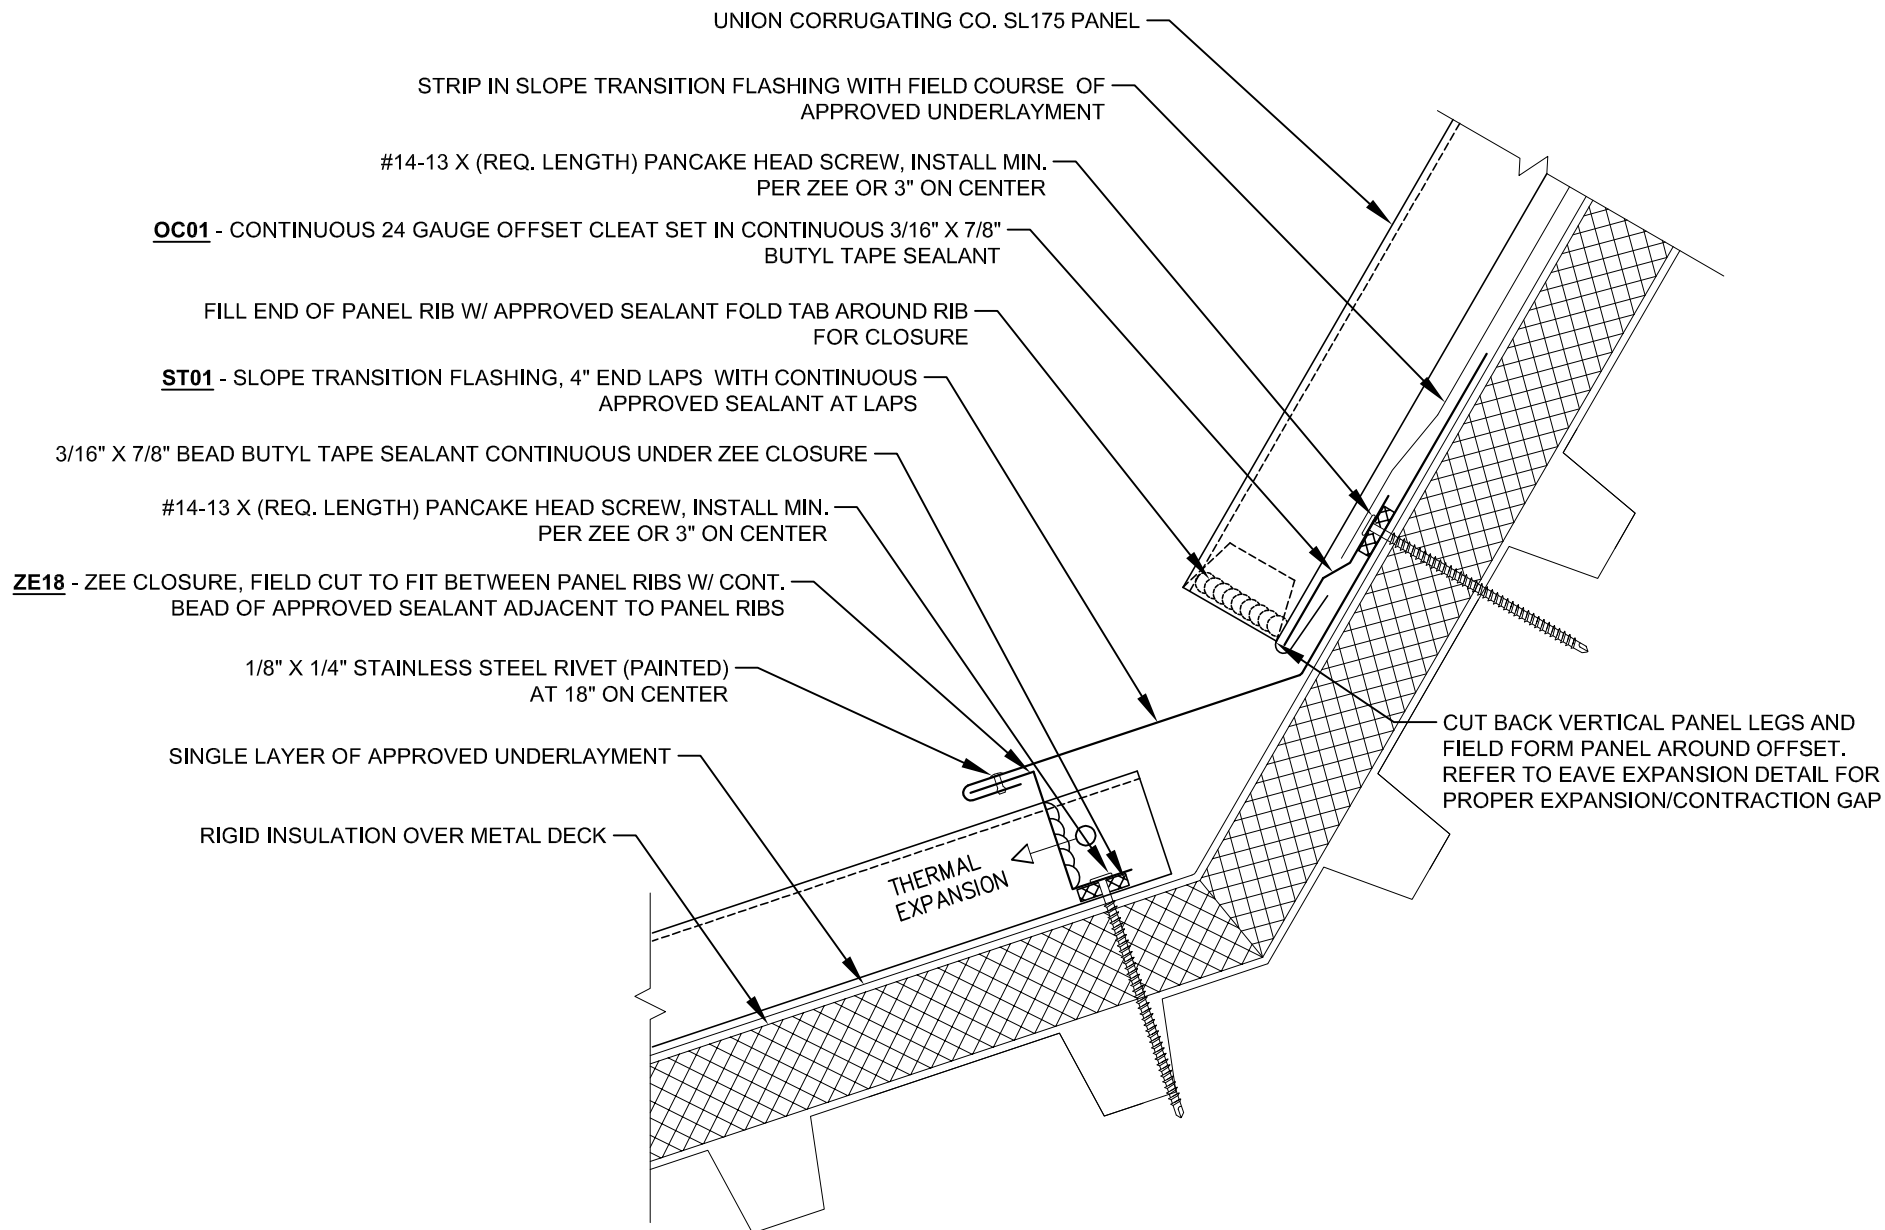 UNION CORRUGATING CO. SL175 PANEL
STRIP IN SLOPE TRANSITION FLASHING WITH FIELD COURSE OF
APPROVED UNDERLAYMENT
#14-13 X (REQ. LENGTH) PANCAKE HEAD SCREW, INSTALL MIN.
PER ZEE OR 3" ON CENTER
OC01 - CONTINUOUS 24 GAUGE OFFSET CLEAT SET IN CONTINUOUS 3/16" X 7/8"
BUTYL TAPE SEALANT
FILL END OF PANEL RIB W/ APPROVED SEALANT FOLD TAB AROUND RIB
FOR CLOSURE
ST01 - SLOPE TRANSITION FLASHING, 4" END LAPS WITH CONTINUOUS
APPROVED SEALANT AT LAPS
3/16" X 7/8" BEAD BUTYL TAPE SEALANT CONTINUOUS UNDER ZEE CLOSURE
#14-13 X (REQ. LENGTH) PANCAKE HEAD SCREW, INSTALL MIN.
PER ZEE OR 3" ON CENTER
ZE18 - ZEE CLOSURE, FIELD CUT TO FIT BETWEEN PANEL RIBS W/ CONT.
BEAD OF APPROVED SEALANT ADJACENT TO PANEL RIBS
1/8" X 1/4" STAINLESS STEEL RIVET (PAINTED)
AT 18" ON CENTER
SINGLE LAYER OF APPROVED UNDERLAYMENT
RIGID INSULATION OVER METAL DECK
CUT BACK VERTICAL PANEL LEGS AND
FIELD FORM PANEL AROUND OFFSET.
REFER TO EAVE EXPANSION DETAIL FOR
PROPER EXPANSION/CONTRACTION GAP
THERMAL
EXPANSION